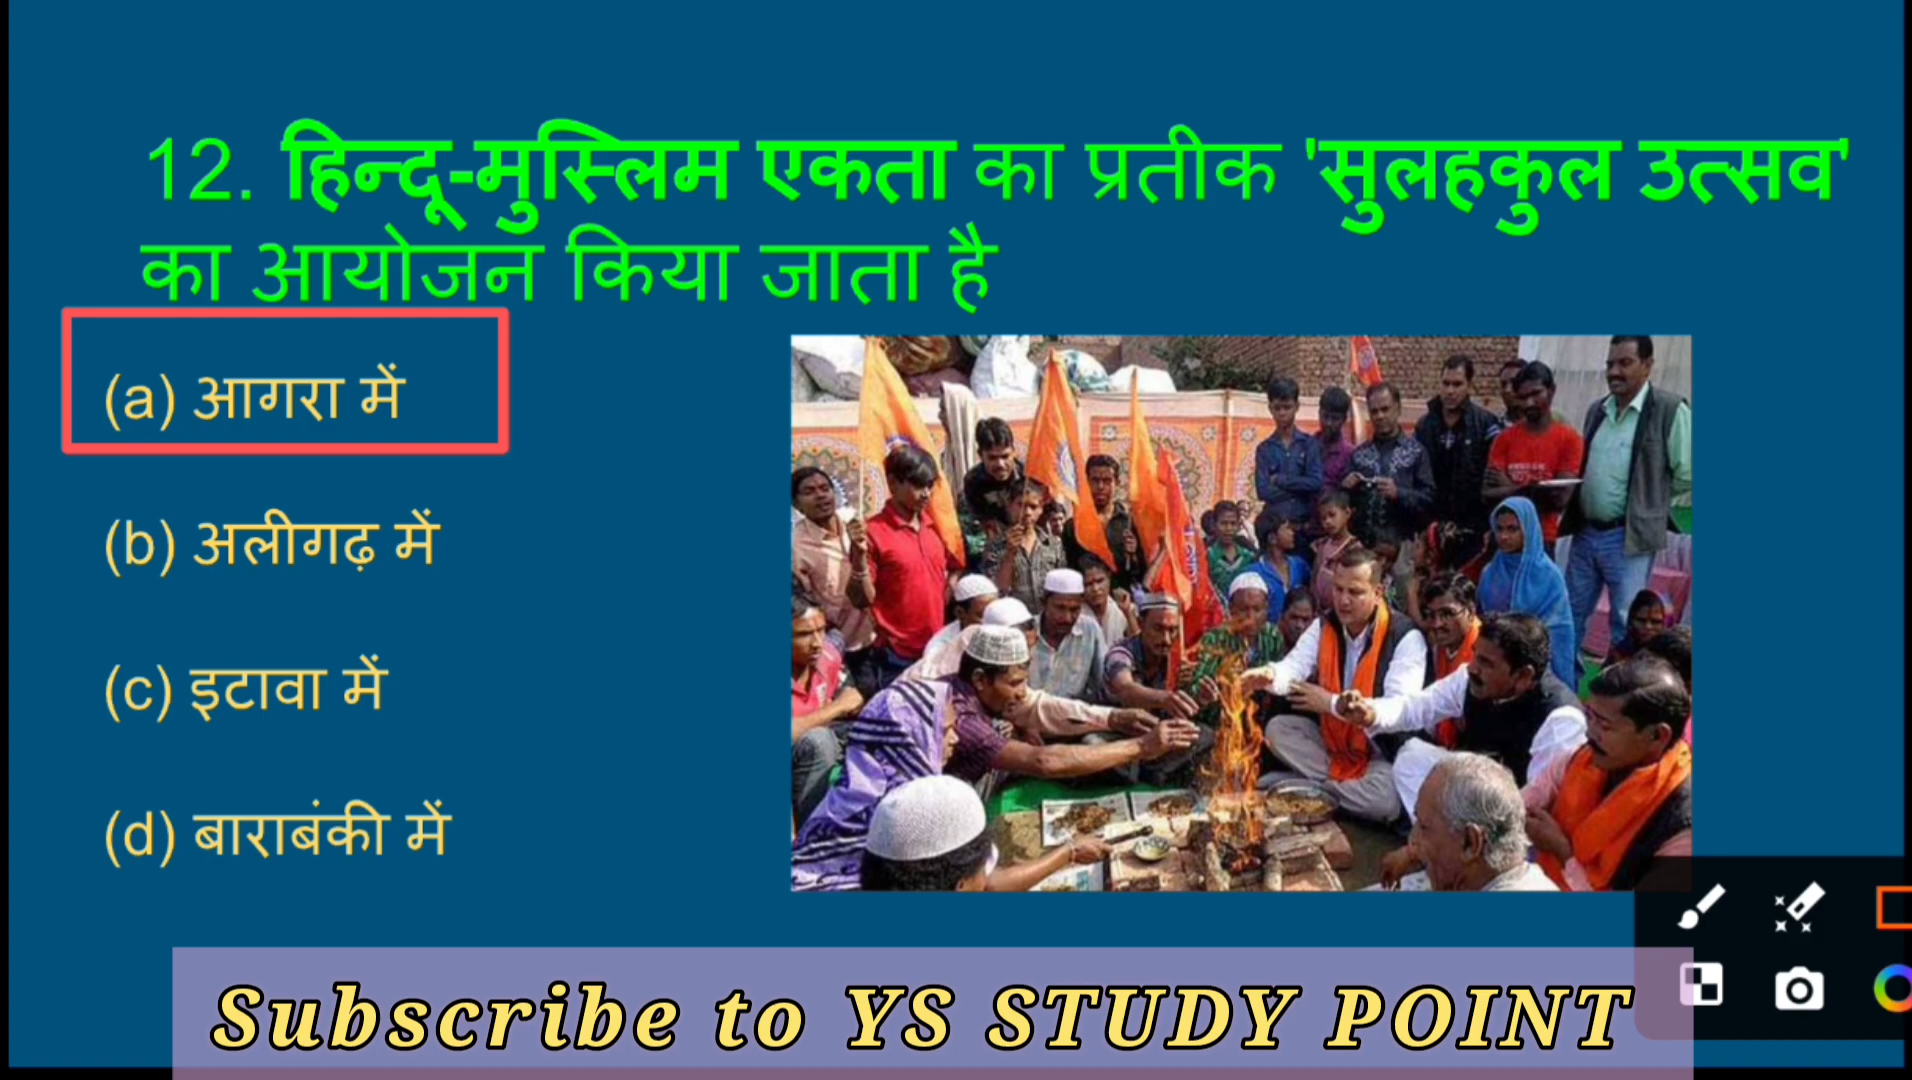 12. हिन्दू-मुस्लिम एकता का प्रतीक 'सुलहकुल उत्सव'
का आयोजन किया जाता है
(a) आगरा में
(b) अलीगढ़ में
(c) इटावा में
(d) बाराबंकी में
Subscribe to YS STUDY POINT